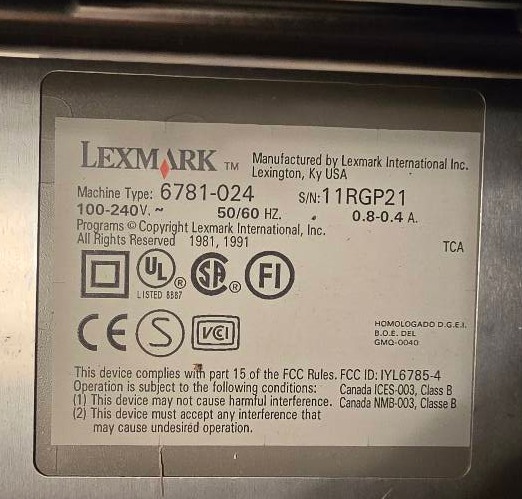 LEXMARK TM
Manufactured by Lexmark International Inc.
Lexington, Ky USA
Machine Type: 6781-024 S/N: 11RGP21
100-240V. ~ 50/60 HZ. 0.8-0.4 A.
Programs © Copyright Lexmark International, Inc.
All Rights Reserved 1981, 1991
TCA
UL ® SA ® FI
LISTED 8887
CE S VCI
HOMOLOGADO D.G.E.I.
B.O.E. DEL
GMQ-0040
This device complies with part 15 of the FCC Rules. FCC ID: IYL6785-4
Operation is subject to the following conditions: Canada ICES-003, Class B
(1) This device may not cause harmful interference. Canada NMB-003, Classe B
(2) This device must accept any interference that
may cause undesired operation.